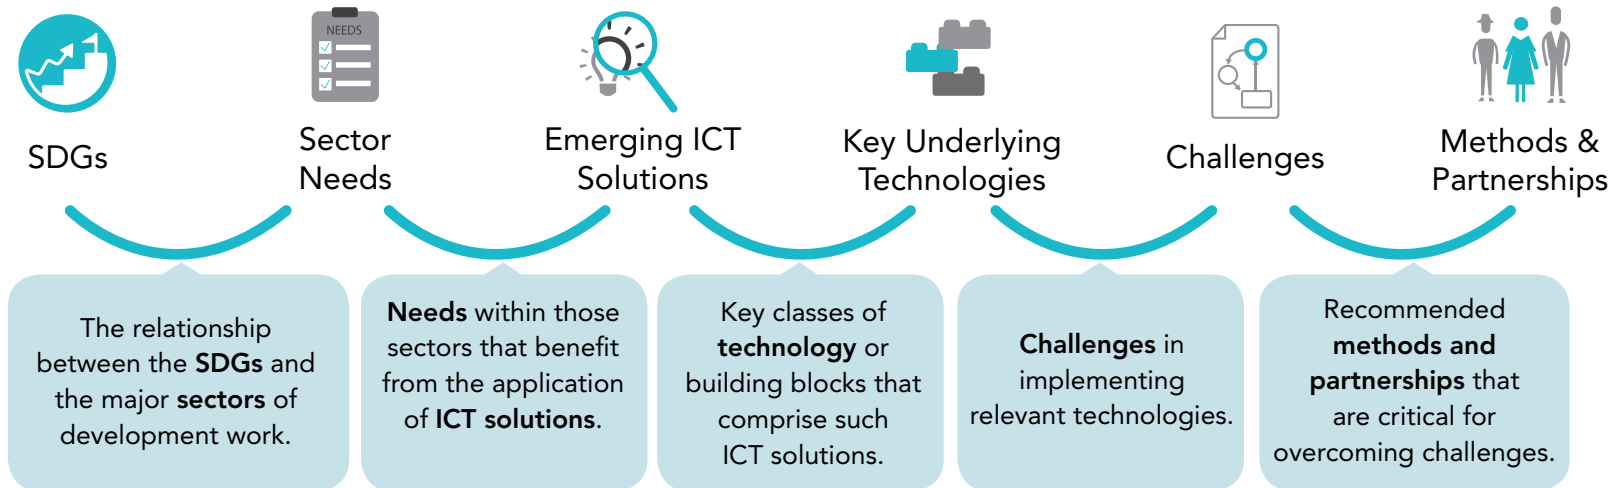 NEEDS
SDGs
Sector
Needs
Emerging ICT
Solutions
Key Underlying
Technologies
Challenges
Methods &
Partnerships
The relationship
between the SDGs and
the major sectors of
development work.
Needs within those
sectors that benefit
from the application
of ICT solutions.
Key classes of
technology or
building blocks that
comprise such
ICT solutions.
Challenges in
implementing
relevant technologies.
Recommended
methods and
partnerships that
are critical for
overcoming challenges.